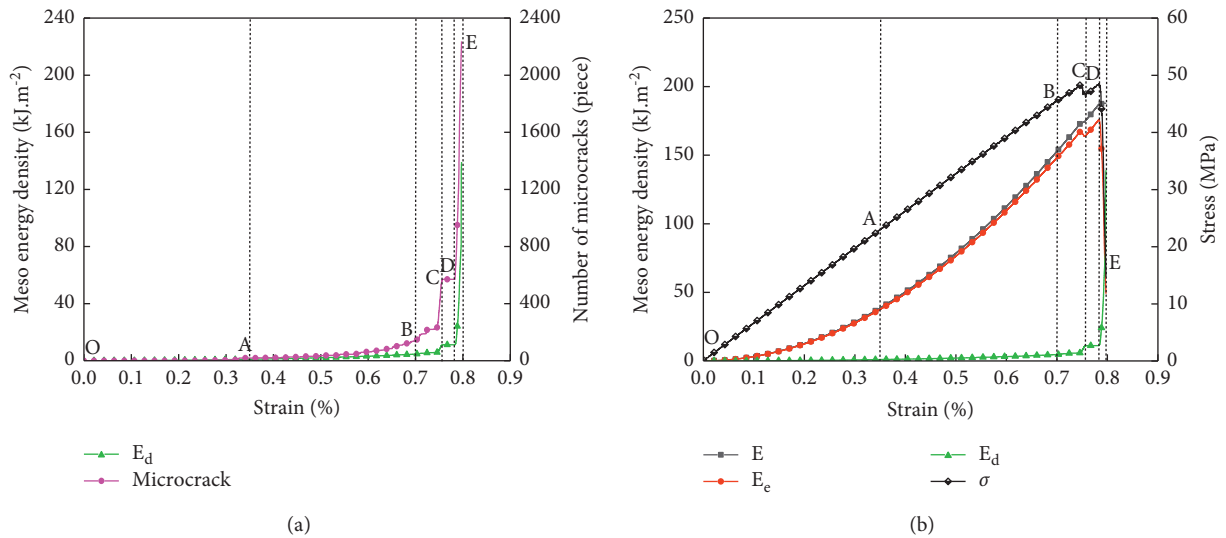 240
200
160
120
80
40
0
Meso energy density (kJ.m-2)
2400
2000
1600
1200
800
400
0
Number of microcracks (piece)
O
A
B
C
D
E
0.0 0.1 0.2 0.3 0.4 0.5 0.6 0.7 0.8 0.9
Strain (%)
Ed
Microcrack
(a)
250
200
150
100
50
0
Meso energy density (kJ.m-2)
60
50
40
30
20
10
0
Stress (MPa)
O
A
B
C
D
E
0.0 0.1 0.2 0.3 0.4 0.5 0.6 0.7 0.8 0.9
Strain (%)
E
Ee
Ed
σ
(b)